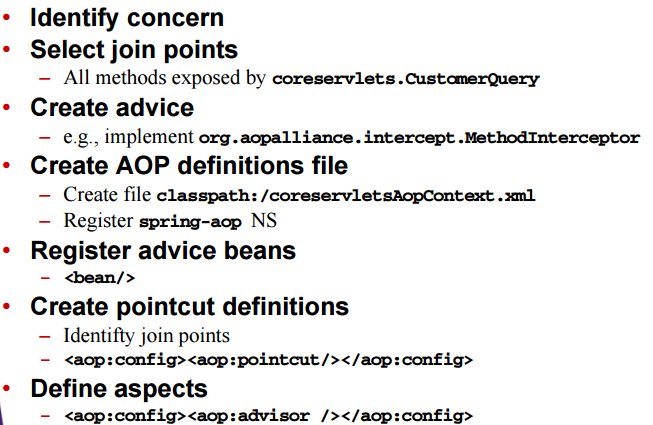 • Identify concern
• Select join points
– All methods exposed by coreservlets.CustomerQuery
• Create advice
– e.g., implement org.aopalliance.intercept.MethodInterceptor
• Create AOP definitions file
– Create file classpath:/coreservletsAopContext.xml
– Register spring-aop NS
• Register advice beans
– <bean/>
• Create pointcut definitions
– Identifty join points
– <aop:config><aop:pointcut/></aop:config>
• Define aspects
– <aop:config><aop:advisor /></aop:config>